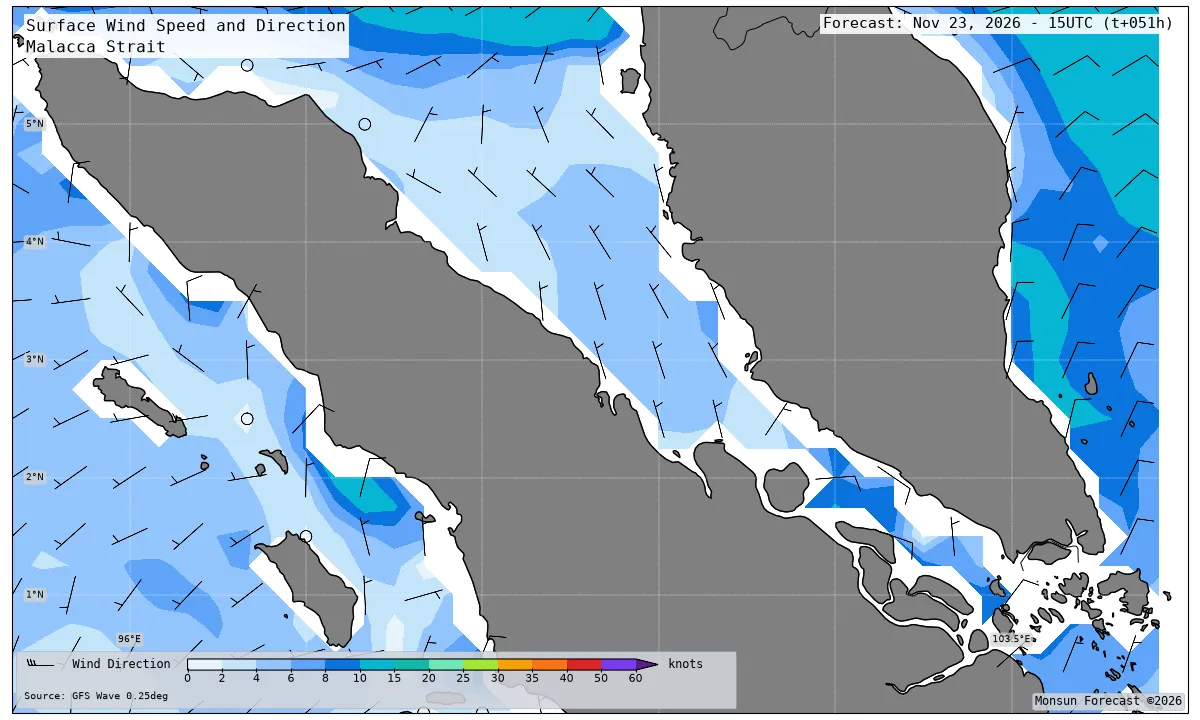 Surface Wind Speed and Direction
Malacca Strait
Forecast: Nov 23, 2026 - 15UTC (t+051h)
5°N
4°N
3°N
2°N
1°N
96°E
103.5°E
Wind Direction
knots
0 2 4 6 8 10 15 20 25 30 35 40 50 60
Source: GFS Wave 0.25deg
Monsun Forecast ©2026